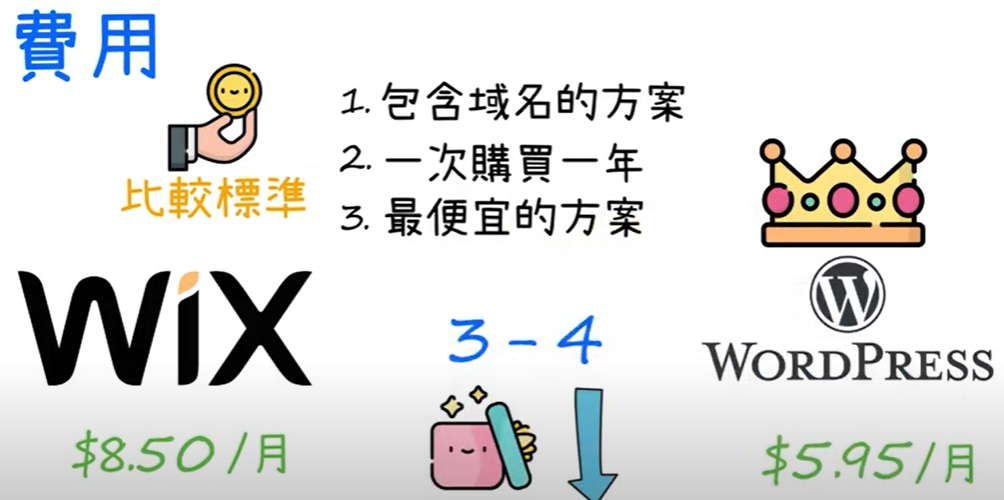 費用
比較標準
1. 包含域名的方案
2. 一次購買一年
3. 最便宜的方案
WiX
3-4
W
WORDPRESS
$8.50/月
$5.95/月